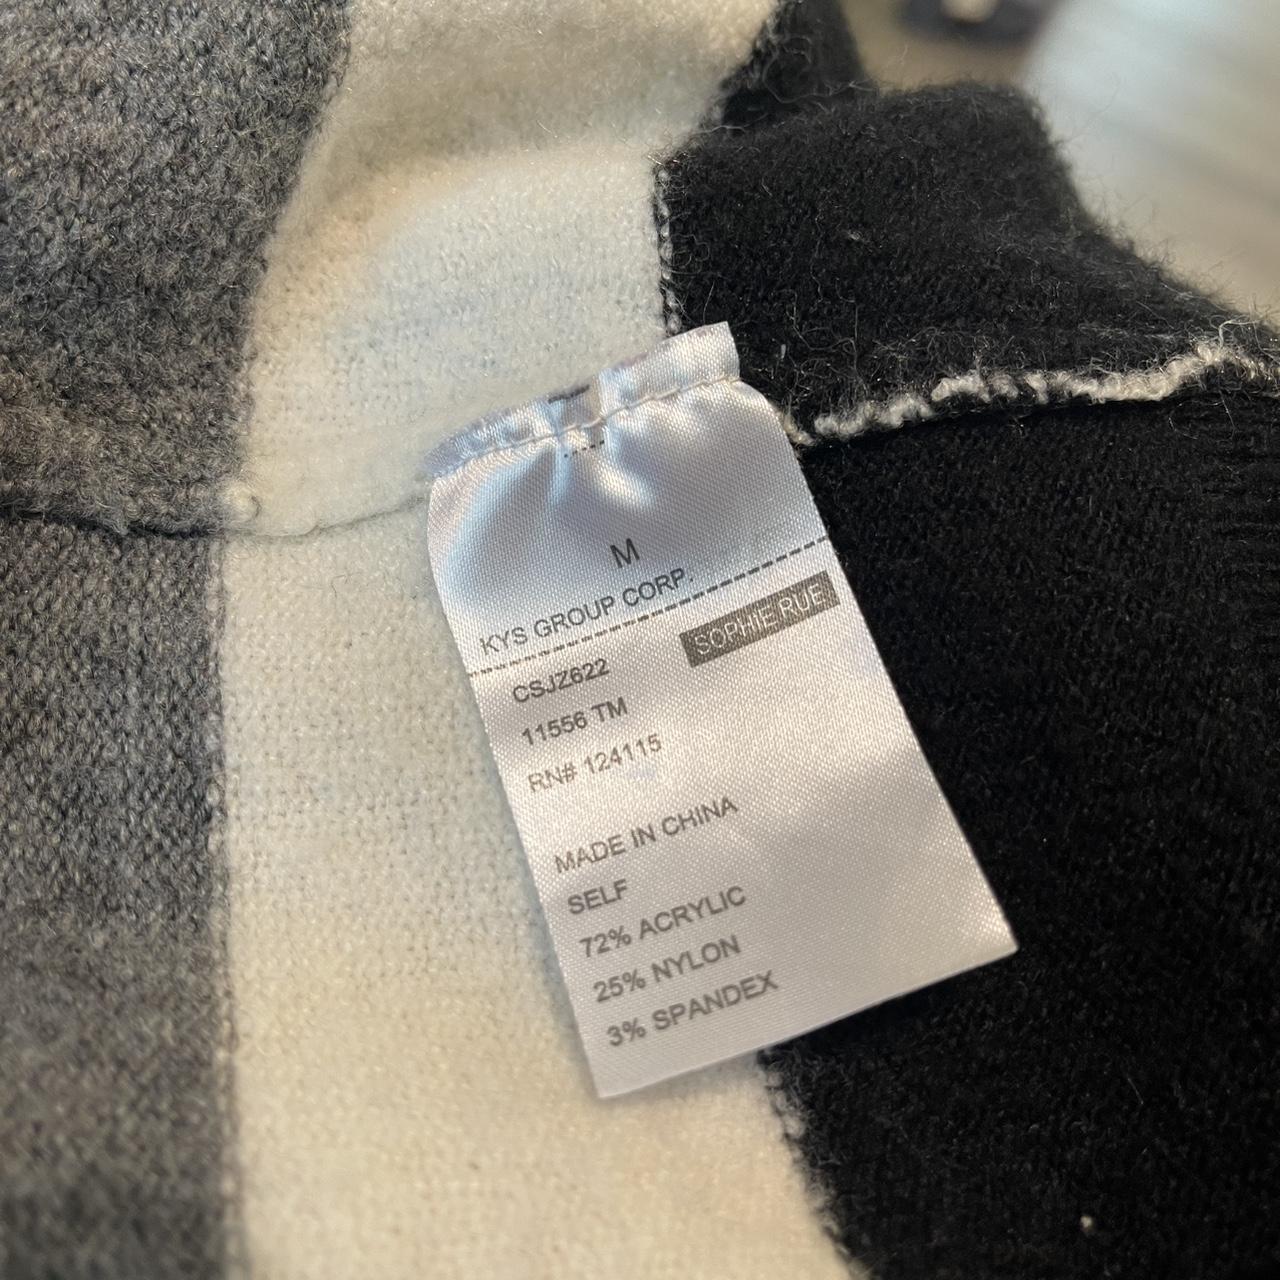 M
KYS GROUP CORP.
SOPHIE RUE
CSJZ622
11556 TM
RN# 124115
MADE IN CHINA
SELF
72% ACRYLIC
25% NYLON
3% SPANDEX